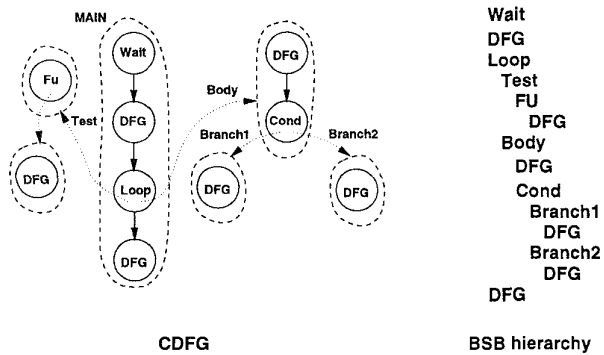 MAIN
Wait
DFG
Loop
DFG
Fu
DFG
Test
Body
DFG
Cond
Branch1
Branch2
DFG
DFG
CDFG
Wait
DFG
Loop
Test
FU
DFG
Body
DFG
Cond
Branch1
DFG
Branch2
DFG
DFG
BSB hierarchy